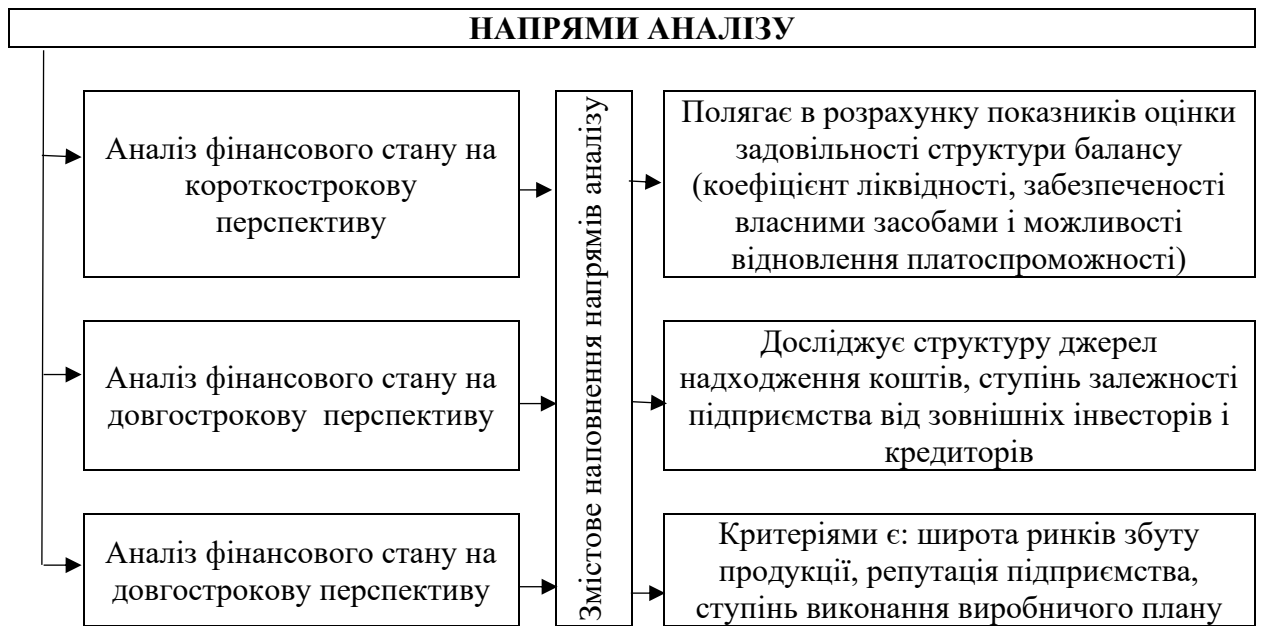 НАПРЯМИ АНАЛІЗУ
Аналіз фінансового стану на
короткострокову
перспективу
Змістове наповнення напрямів аналізу
Полягає в розрахунку показників оцінки
задовільності структури балансу
(коефіцієнт ліквідності, забезпеченості
власними засобами і можливості
відновлення платоспроможності)
Аналіз фінансового стану на
довгострокову перспективу
Досліджує структуру джерел
надходження коштів, ступінь залежності
підприємства від зовнішніх інвесторів і
кредиторів
Аналіз фінансового стану на
довгострокову перспективу
Критеріями є: широта ринків збуту
продукції, репутація підприємства,
ступінь виконання виробничого плану